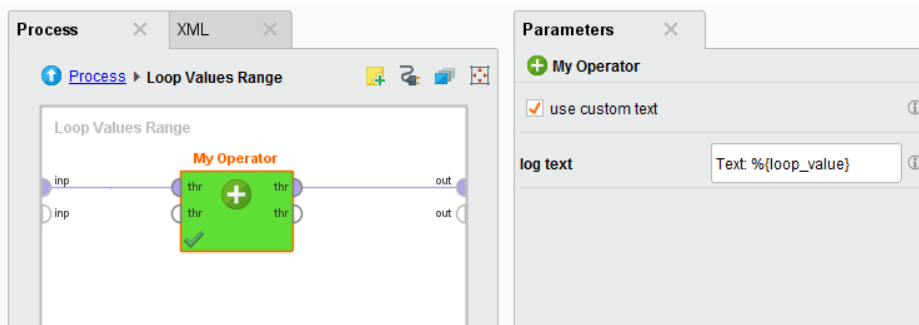 Process
XML
Process Loop Values Range
Loop Values Range
My Operator
inp thr thr out
inp thr thr out
Parameters
My Operator
use custom text
log text Text: %{loop_value}